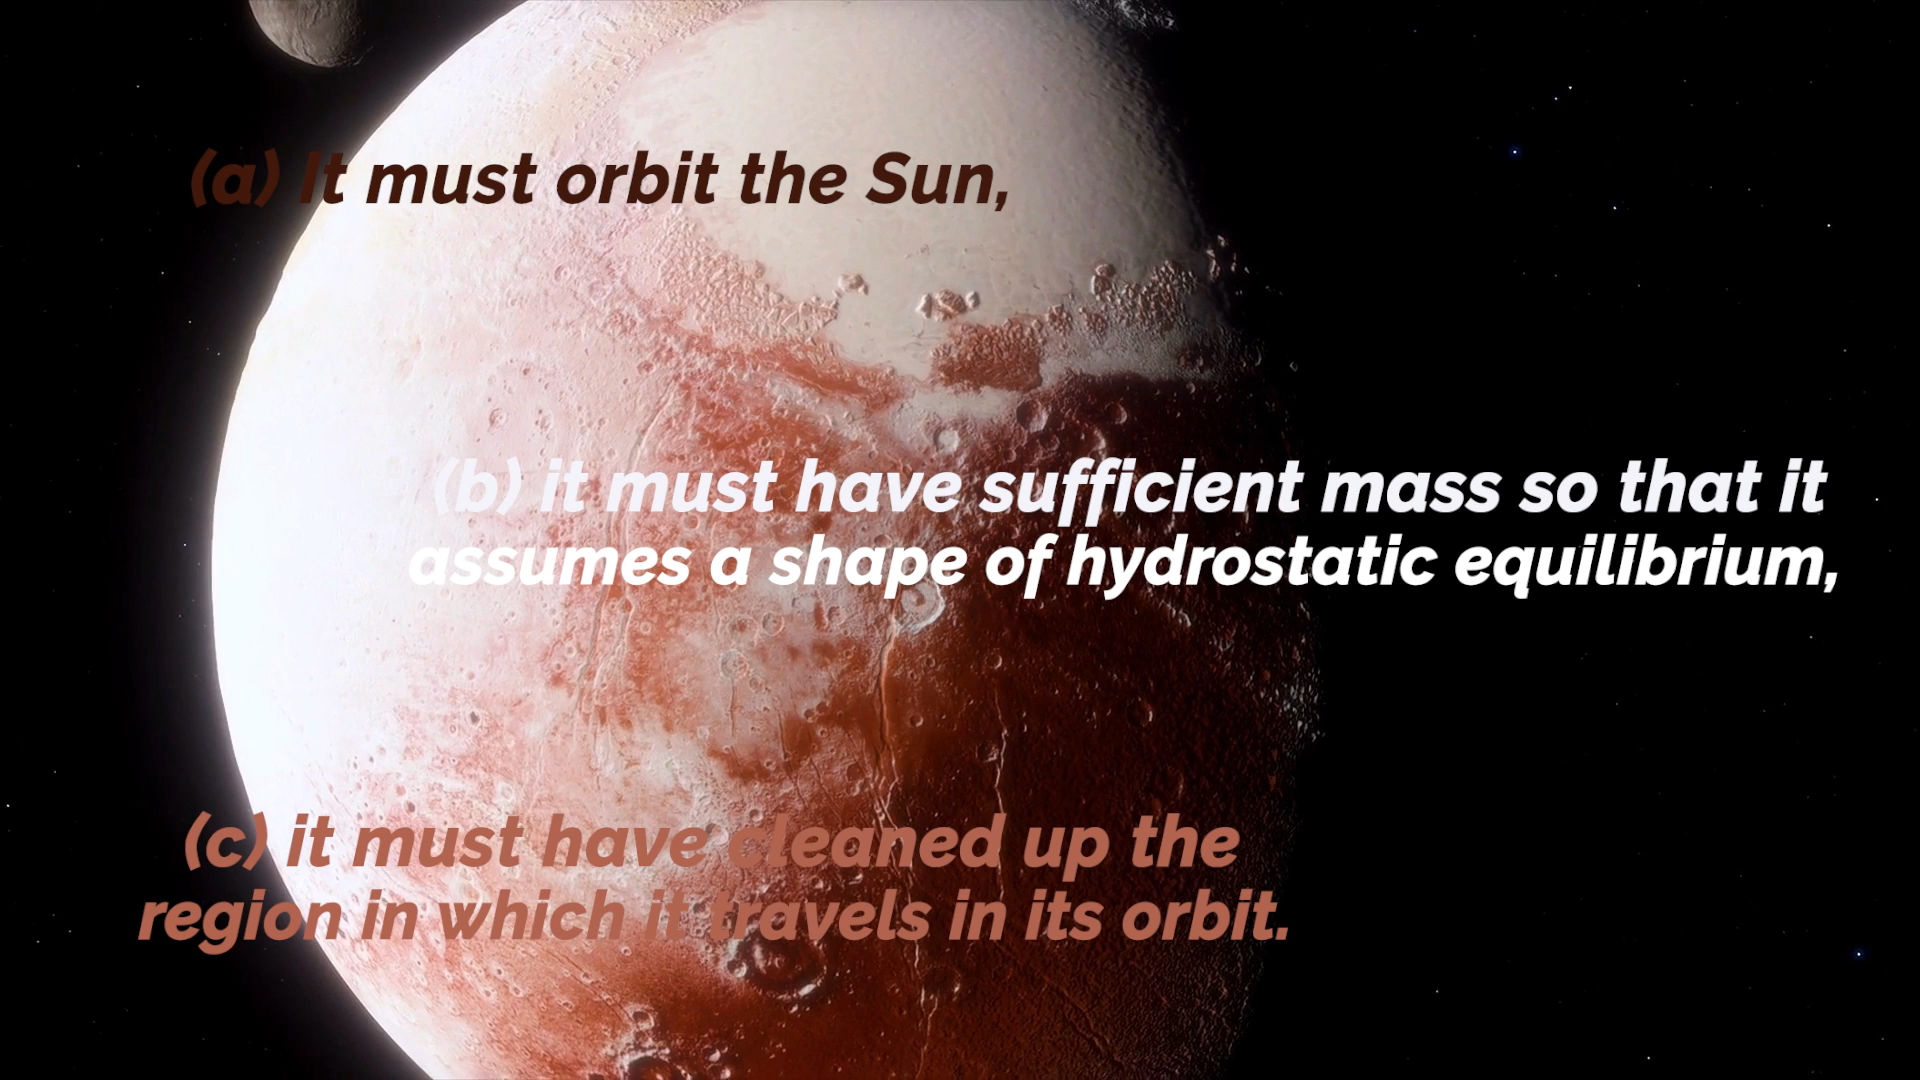 (a) It must orbit the Sun,
(b) it must have sufficient mass so that it
assumes a shape of hydrostatic equilibrium,
(c) it must have cleaned up the
region in which it travels in its orbit.